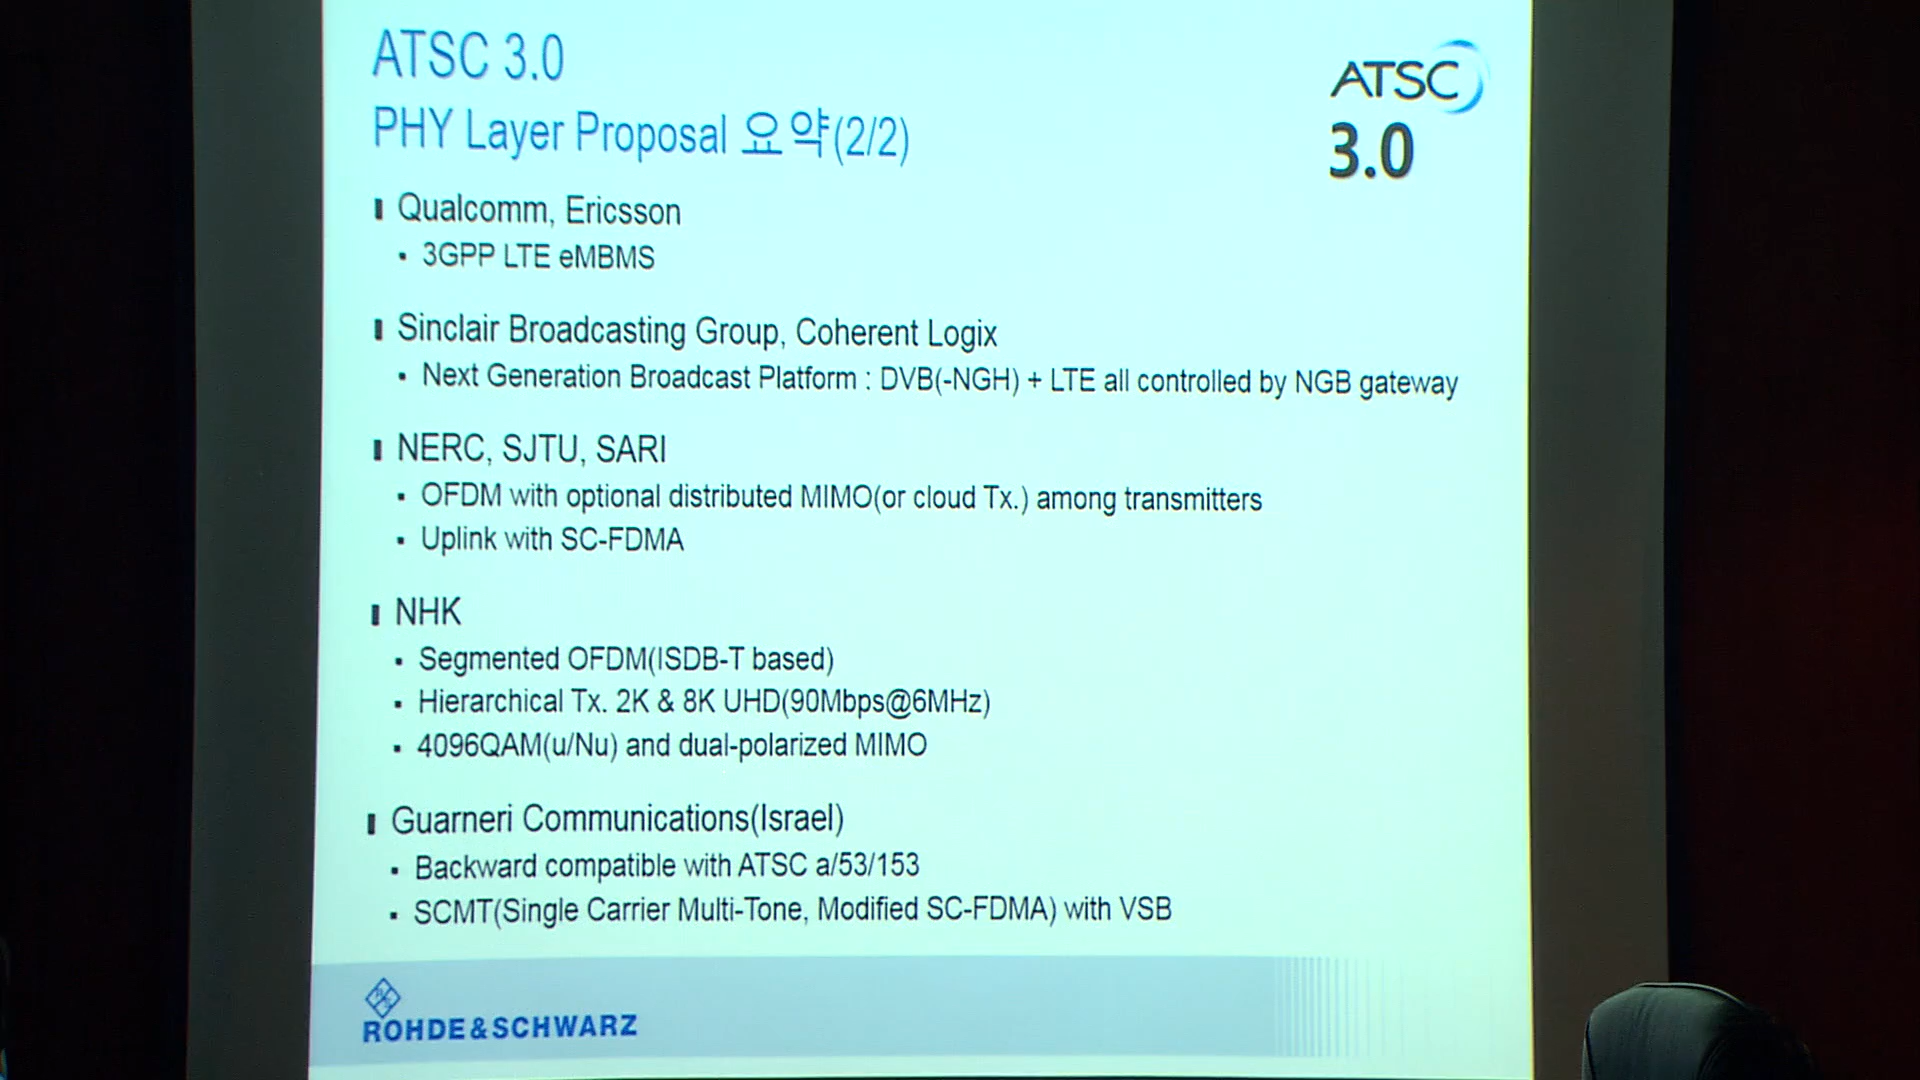 ATSC 3.0
PHY Layer Proposal 요약(2/2)
ATSC
3.0
Qualcomm, Ericsson
3GPP LTE eMBMS
Sinclair Broadcasting Group, Coherent Logix
Next Generation Broadcast Platform : DVB(-NGH) + LTE all controlled by NGB gateway
NERC, SJTU, SARI
OFDM with optional distributed MIMO(or cloud Tx.) among transmitters
Uplink with SC-FDMA
NHK
Segmented OFDM(ISDB-T based)
Hierarchical Tx. 2K & 8K UHD(90Mbps@6MHz)
4096QAM(u/Nu) and dual-polarized MIMO
Guarneri Communications(Israel)
Backward compatible with ATSC a/53/153
SCMT(Single Carrier Multi-Tone, Modified SC-FDMA) with VSB
ROHDE&SCHWARZ